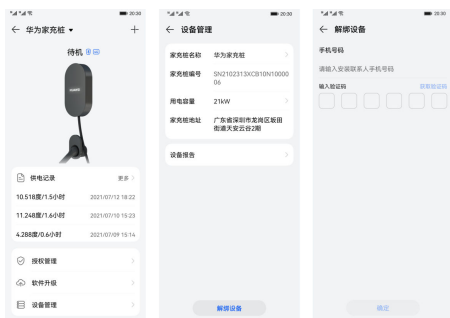 20:30
华为家充桩
待机
HUAWEI
供电记录 更多
10.518度/1.5小时 2021/07/12 18:22
11.248度/1.6小时 2021/07/10 15:23
4.288度/0.6小时 2021/07/09 15:14
授权管理
软件升级
设备管理
20:30
设备管理
家充桩名称 华为家充桩
家充桩编号 SN2102313XCB10N10000
06
用电容量 21kW
家充桩地址 广东省深圳市龙岗区坂田
街道天安云谷2期
设备报告
解绑设备
20:30
解绑设备
手机号码
请输入安装联系人手机号码
输入验证码 获取验证码
确定